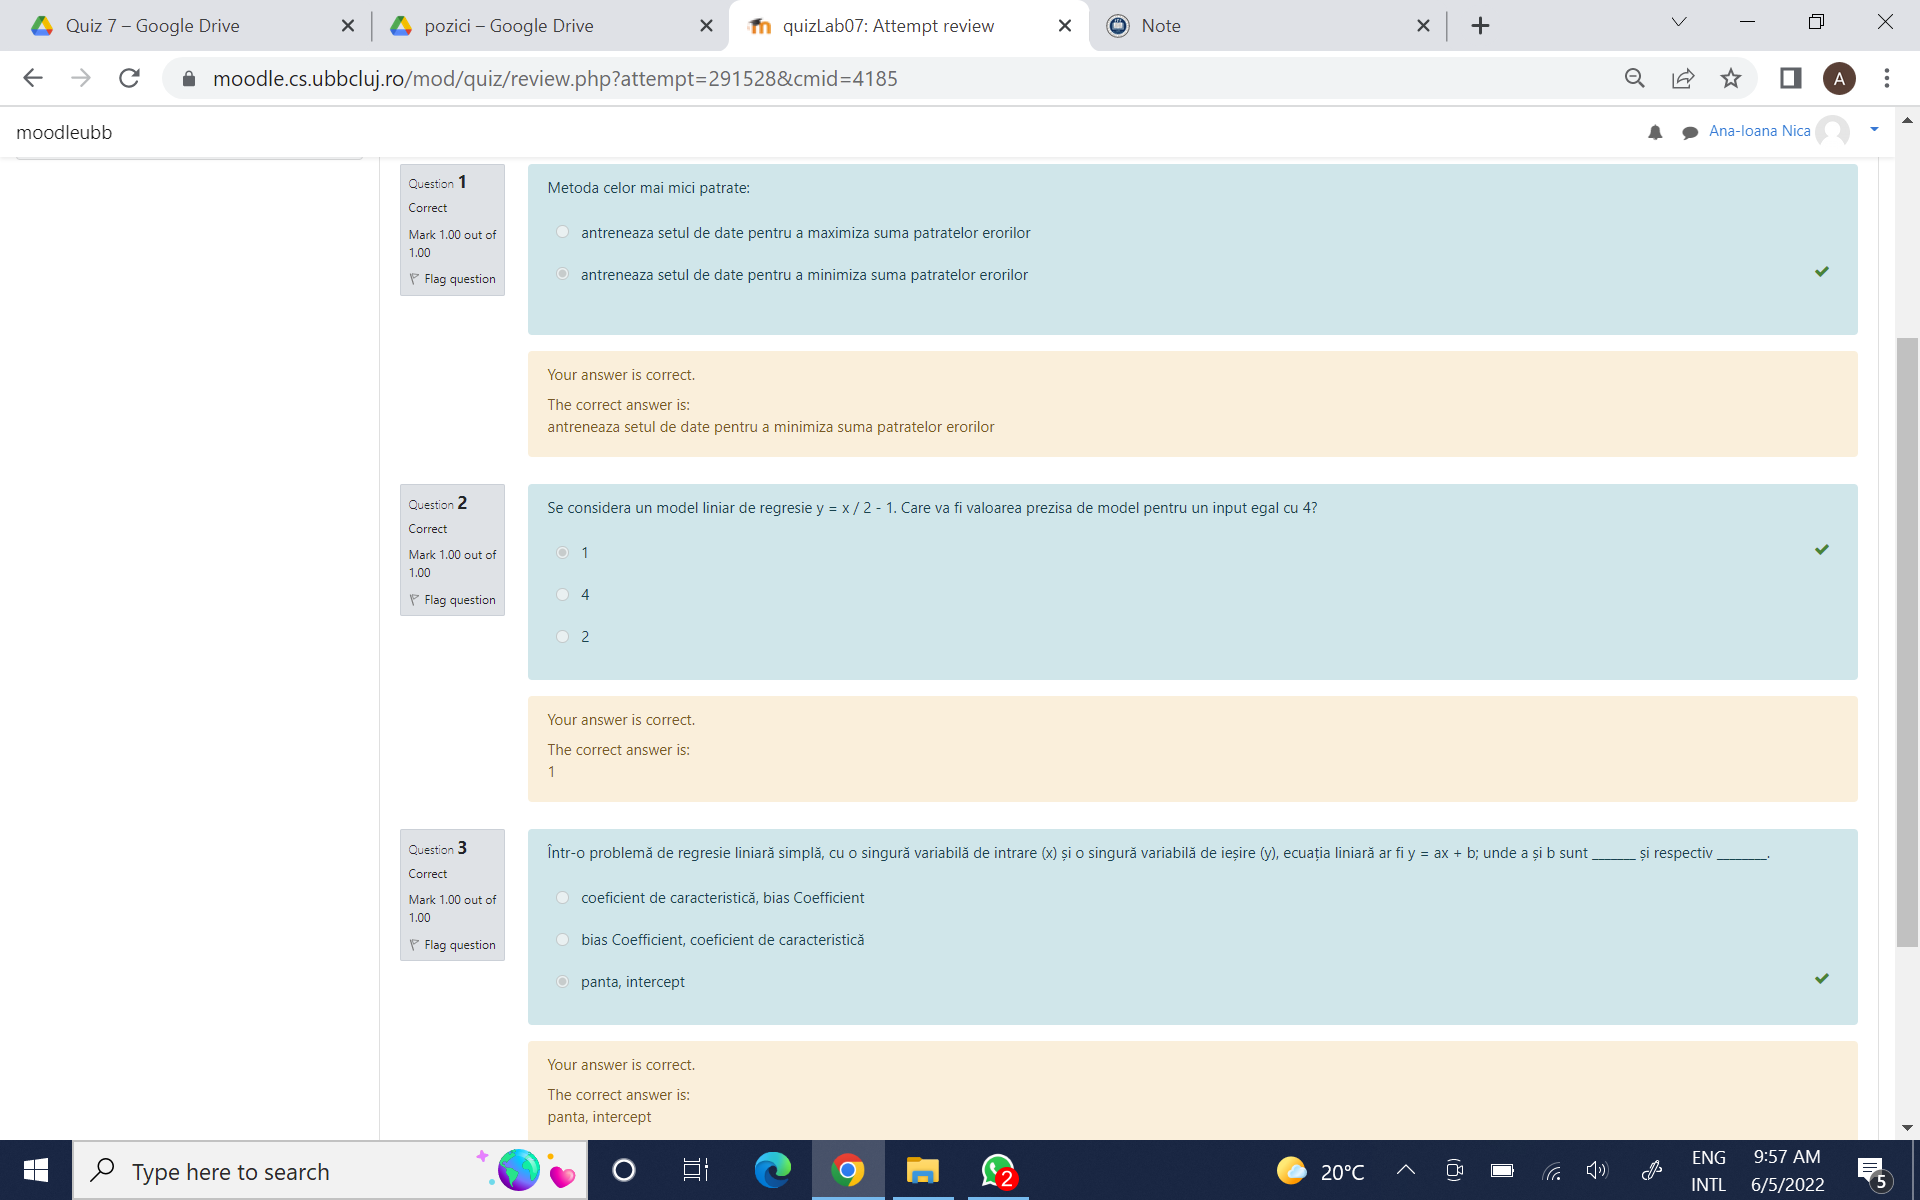 Quiz 7 – Google Drive
pozici – Google Drive
quizLab07: Attempt review
Note
moodle.cs.ubbcluj.ro/mod/quiz/review.php?attempt=291528&cmid=4185
A
moodleubb
Ana-Ioana Nica
Question 1
Correct
Mark 1.00 out of
1.00
Flag question
Metoda celor mai mici patrate:
antreneaza setul de date pentru a maximiza suma patratelor erorilor
antreneaza setul de date pentru a minimiza suma patratelor erorilor
Your answer is correct.
The correct answer is:
antreneaza setul de date pentru a minimiza suma patratelor erorilor
Question 2
Correct
Mark 1.00 out of
1.00
Flag question
Se considera un model liniar de regresie y = x / 2 - 1. Care va fi valoarea prezisa de model pentru un input egal cu 4?
1
4
2
Your answer is correct.
The correct answer is:
1
Question 3
Correct
Mark 1.00 out of
1.00
Flag question
Într-o problemă de regresie liniară simplă, cu o singură variabilă de intrare (x) și o singură variabilă de ieșire (y), ecuația liniară ar fi y = ax + b; unde a și b sunt ______ și respectiv _______.
coeficient de caracteristică, bias Coefficient
bias Coefficient, coeficient de caracteristică
panta, intercept
Your answer is correct.
The correct answer is:
panta, intercept
Type here to search
2
20°C
ENG
INTL
9:57 AM
6/5/2022
5